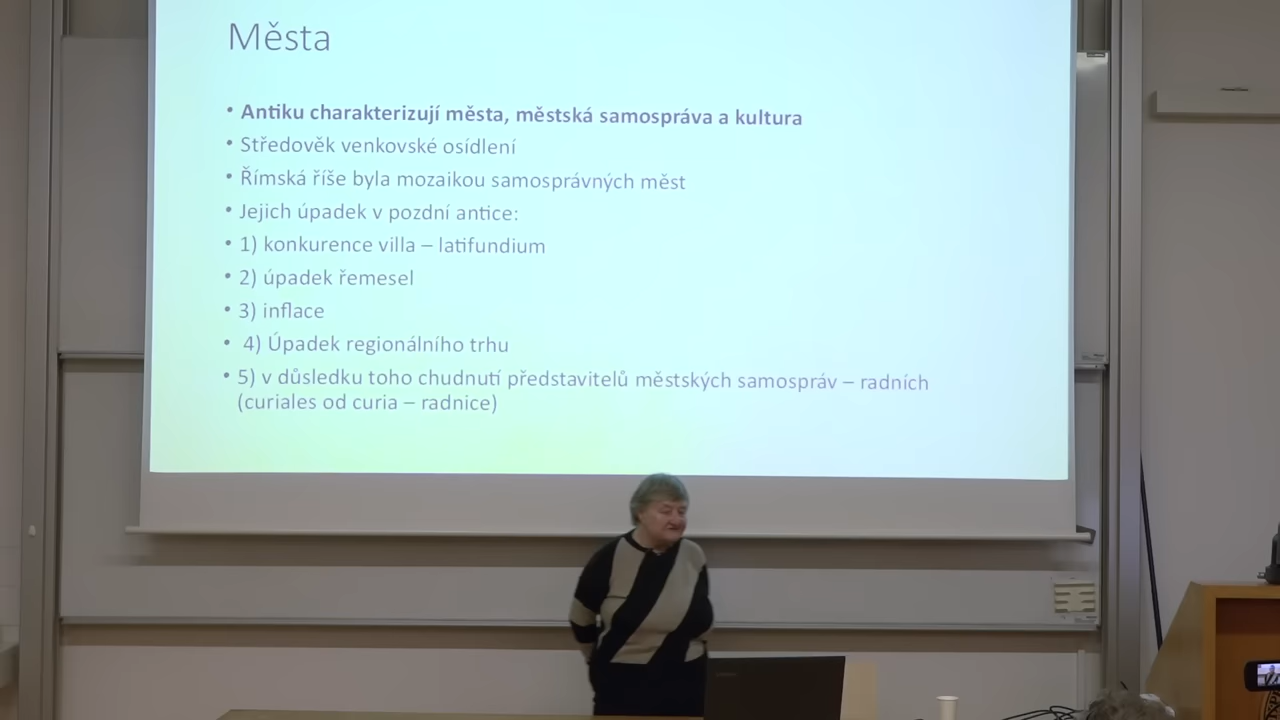 Města
• Antiku charakterizují města, městská samospráva a kultura
• Středověk venkovské osídlení
• Římská říše byla mozaikou samosprávných měst
• Jejich úpadek v pozdní antice:
• 1) konkurence villa – latifundium
• 2) úpadek řemesel
• 3) inflace
• 4) Úpadek regionálního trhu
• 5) v důsledku toho chudnutí představitelů městských samospráv – radních
(curiales od curia – radnice)